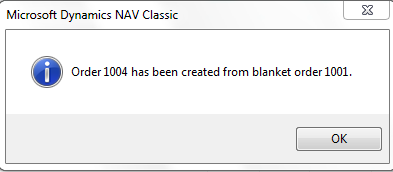 Microsoft Dynamics NAV Classic
Order 1004 has been created from blanket order 1001.
OK